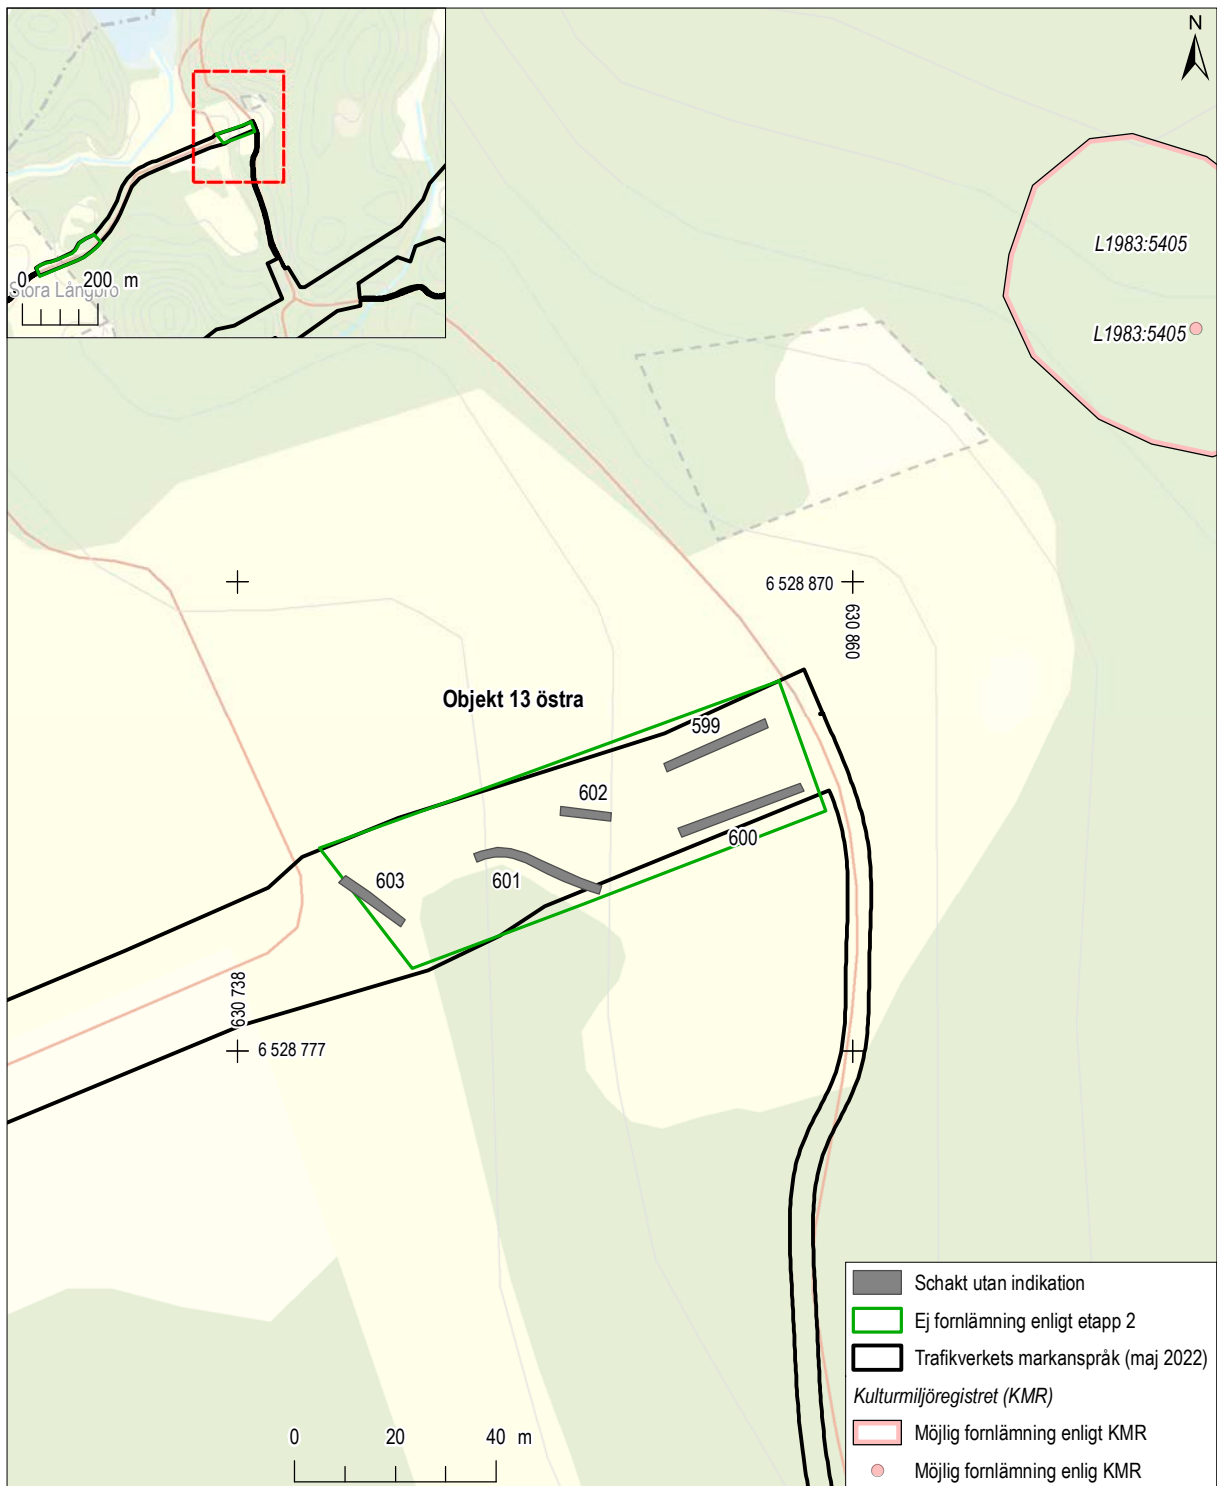 N
0 200 m
Stora Långbro
L1983:5405
L1983:5405
6 528 870
630 860
Objekt 13 östra
599
602
600
603
601
630 738
6 528 777
0 20 40 m
Schakt utan indikation
Ej fornlämning enligt etapp 2
Trafikverkets markanspråk (maj 2022)
Kulturmiljöregistret (KMR)
Möjlig fornlämning enligt KMR
Möjlig fornlämning enlig KMR